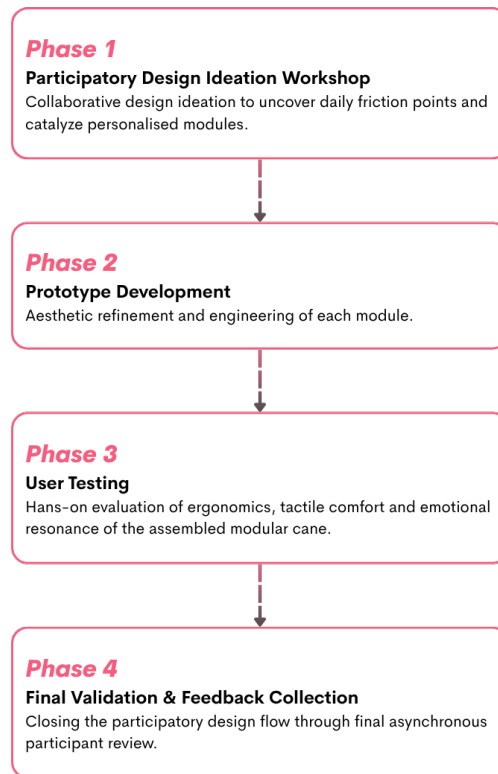 Phase 1
Participatory Design Ideation Workshop
Collaborative design ideation to uncover daily friction points and
catalyze personalised modules.
Phase 2
Prototype Development
Aesthetic refinement and engineering of each module.
Phase 3
User Testing
Hans-on evaluation of ergonomics, tactile comfort and emotional
resonance of the assembled modular cane.
Phase 4
Final Validation & Feedback Collection
Closing the participatory design flow through final asynchronous
participant review.